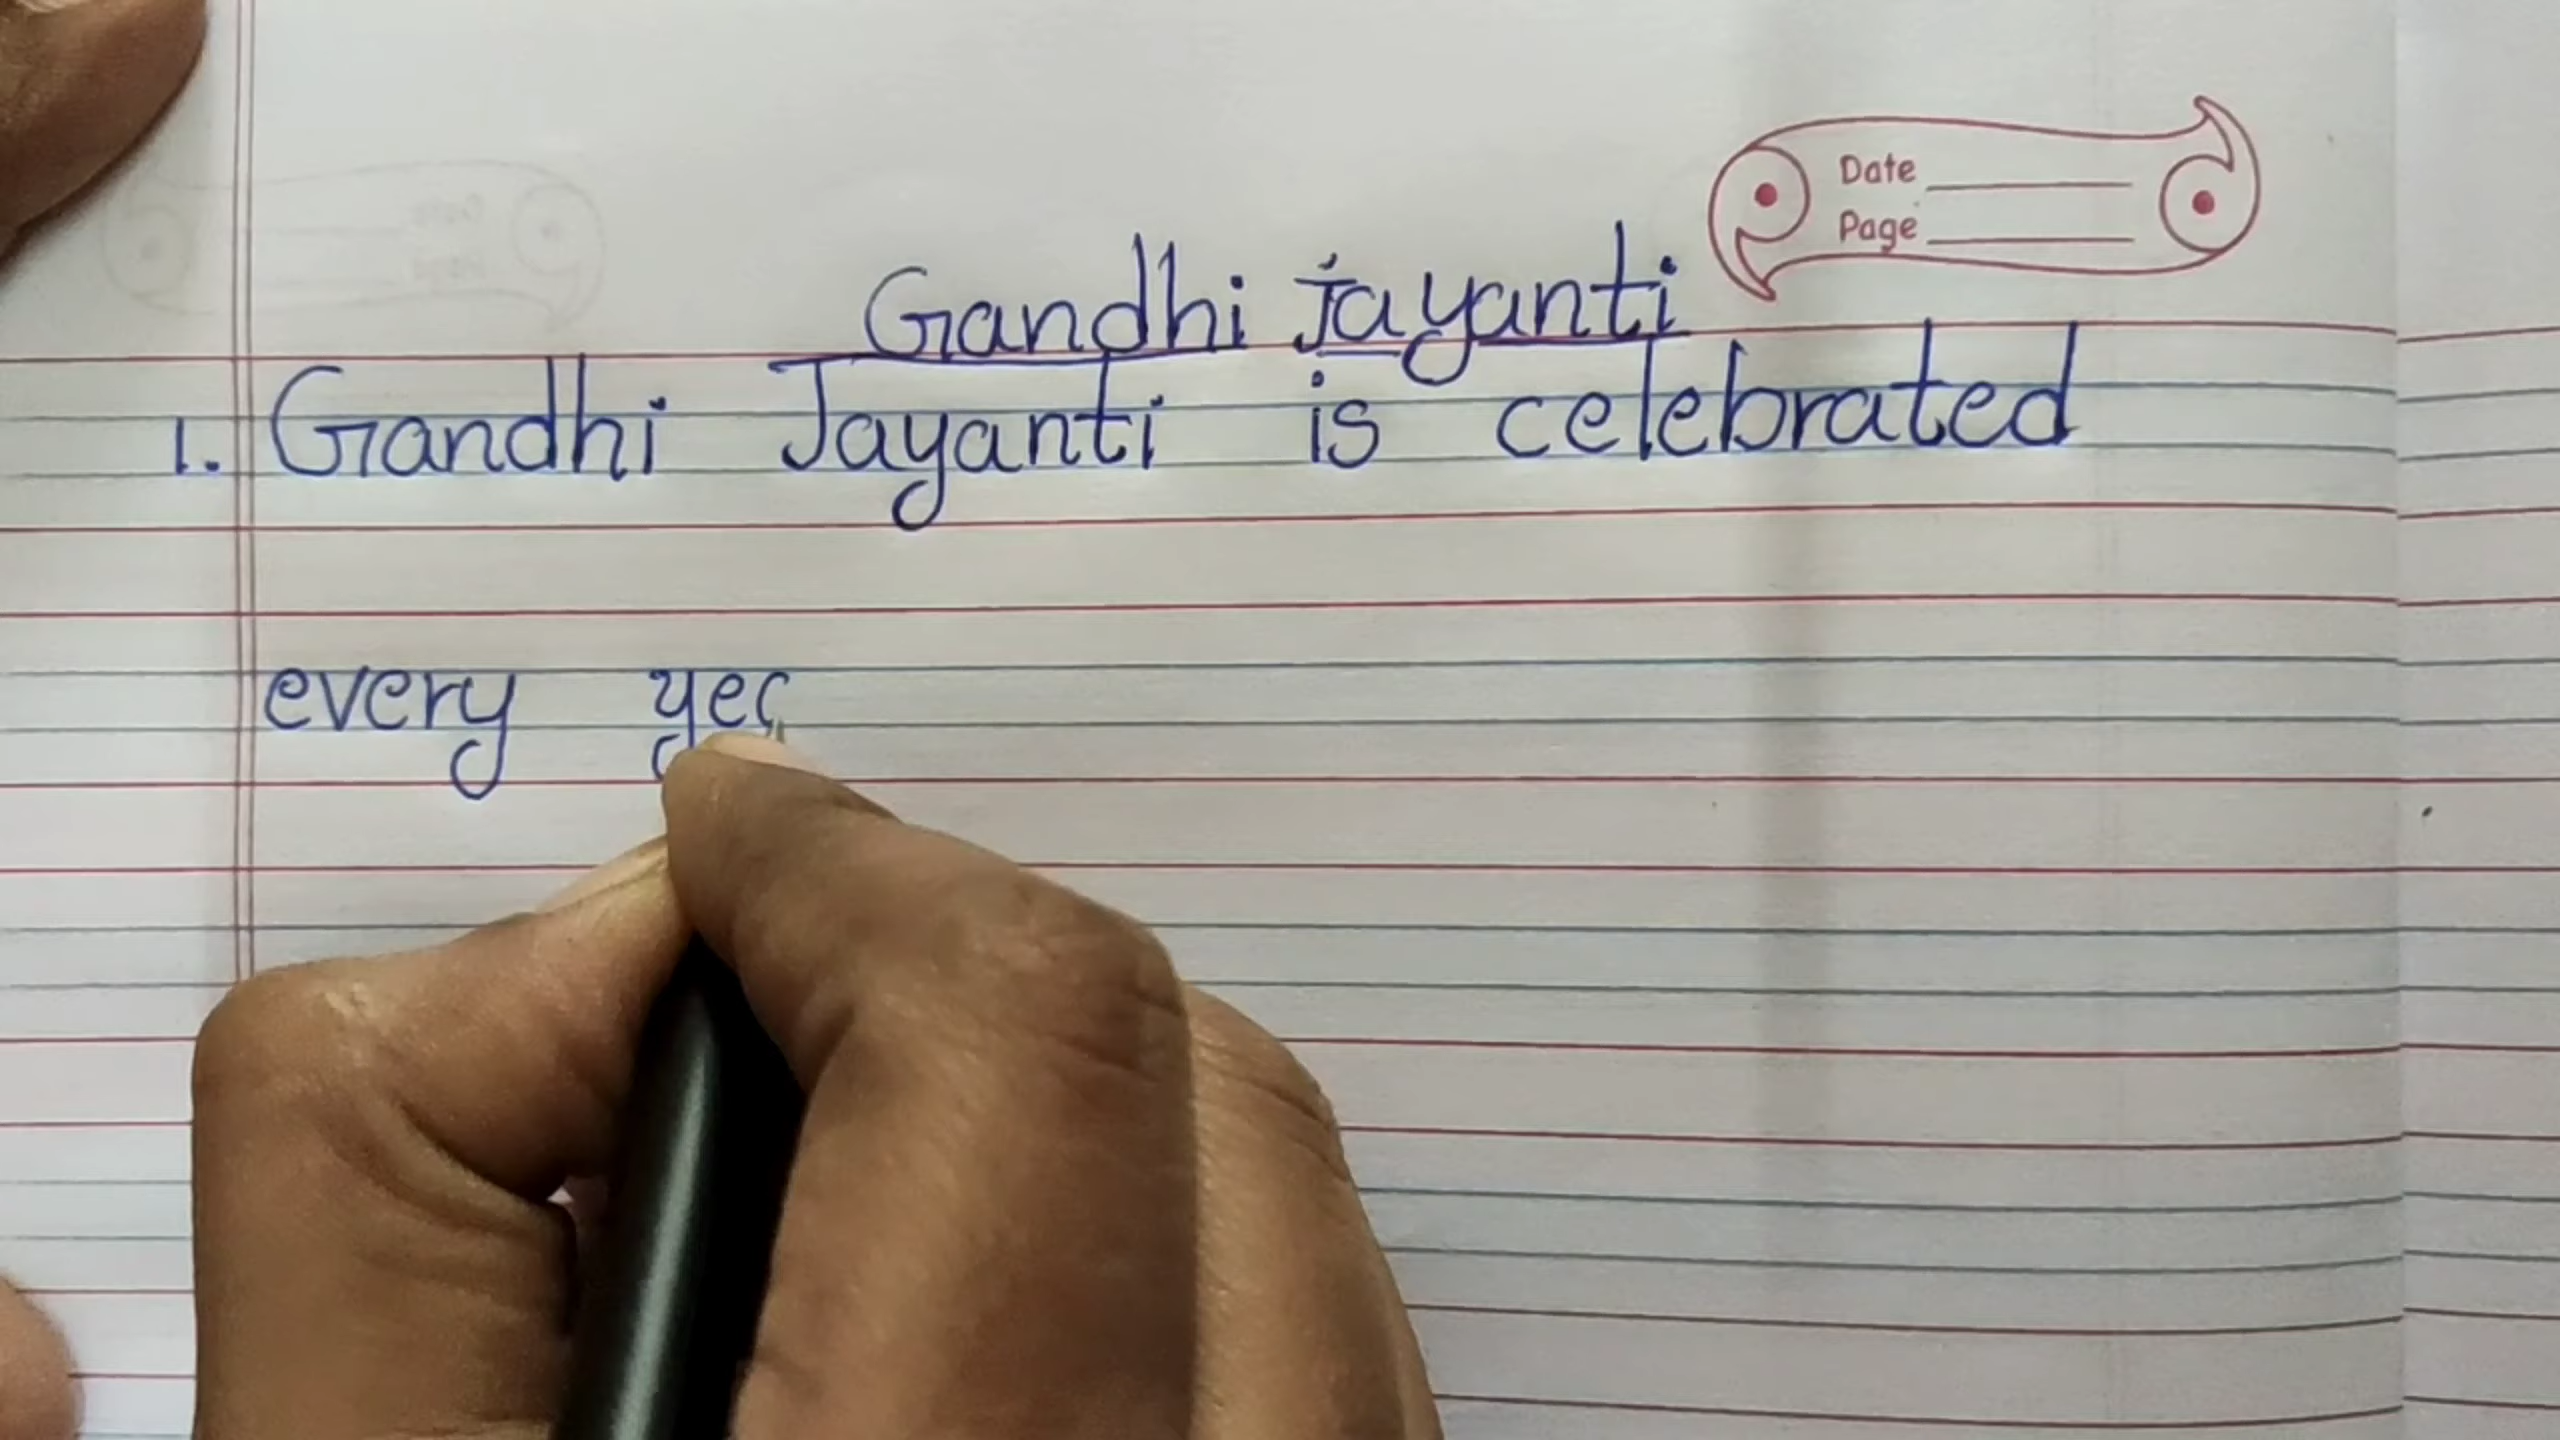 Date
Page
Gandhi Jayanti
1. Gandhi Jayanti is celebrated
every